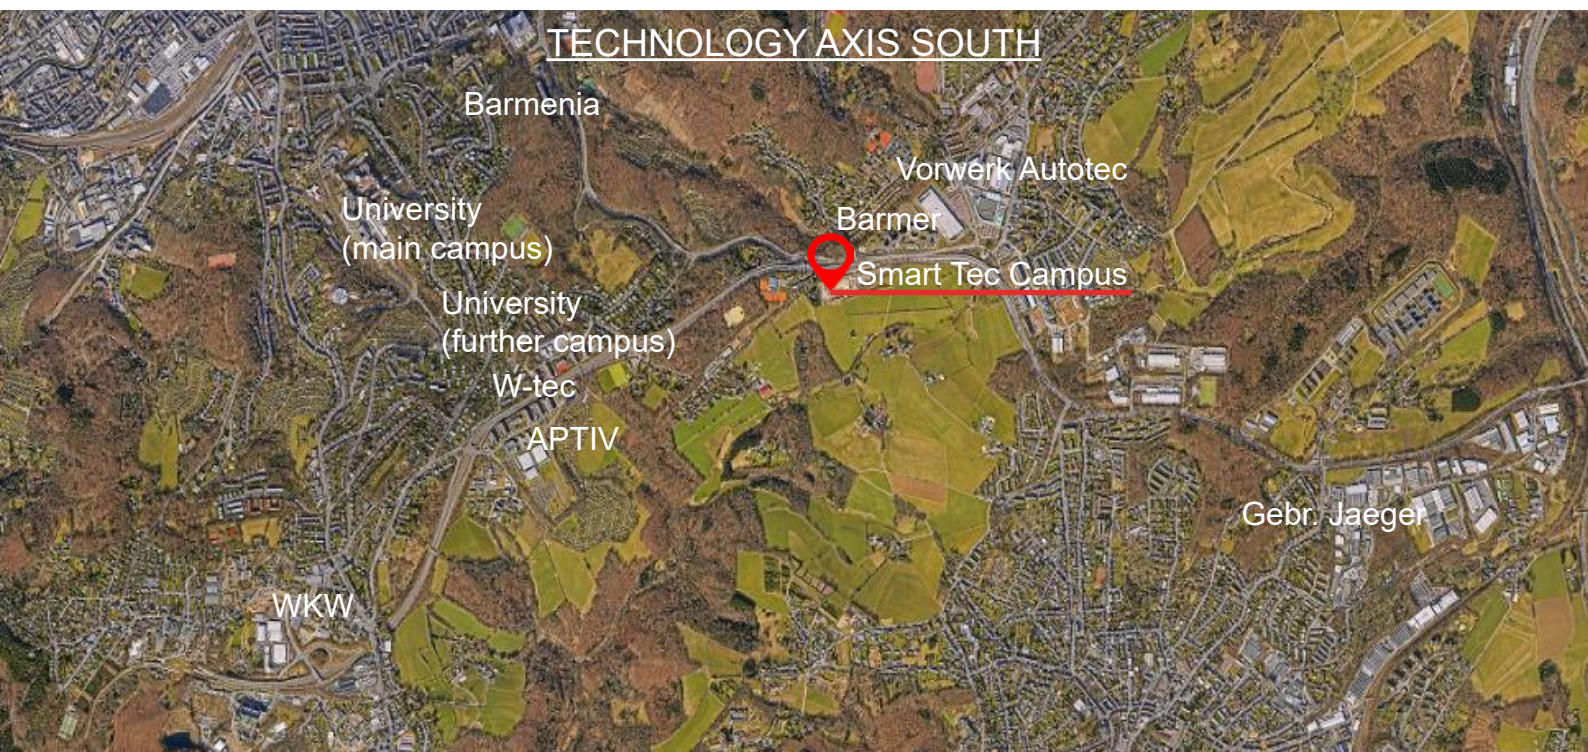 TECHNOLOGY AXIS SOUTH
Barmenia
Vorwerk Autotec
University
(main campus)
Barmer
Smart Tec Campus
University
(further campus)
W-tec
APTIV
Gebr. Jaeger
WKW